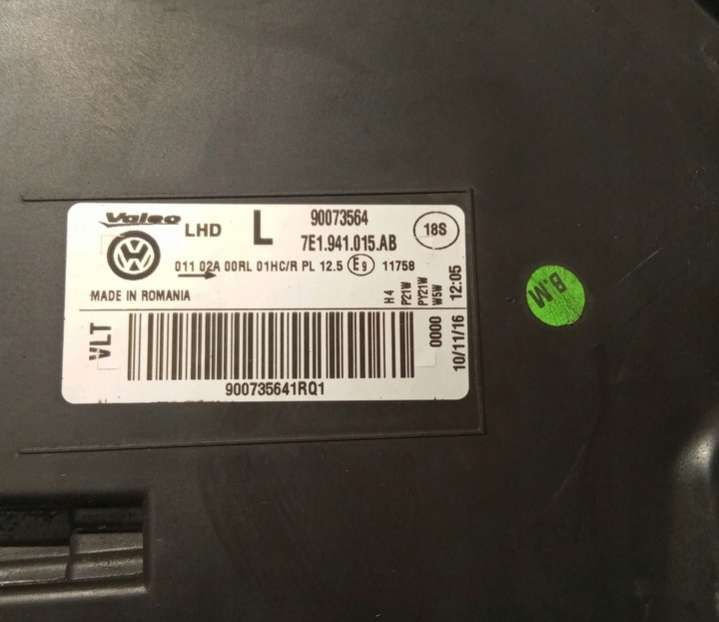 Valeo LHD L 90073564
7E1.941.015.AB 18S
011 02A 00RL 01HC/R PL 12.5 E9 11758
MADE IN ROMANIA
H4
P21W
PY21W
W5W
12:05
VLT
0000
10/11/16
900735641RQ1
B.M